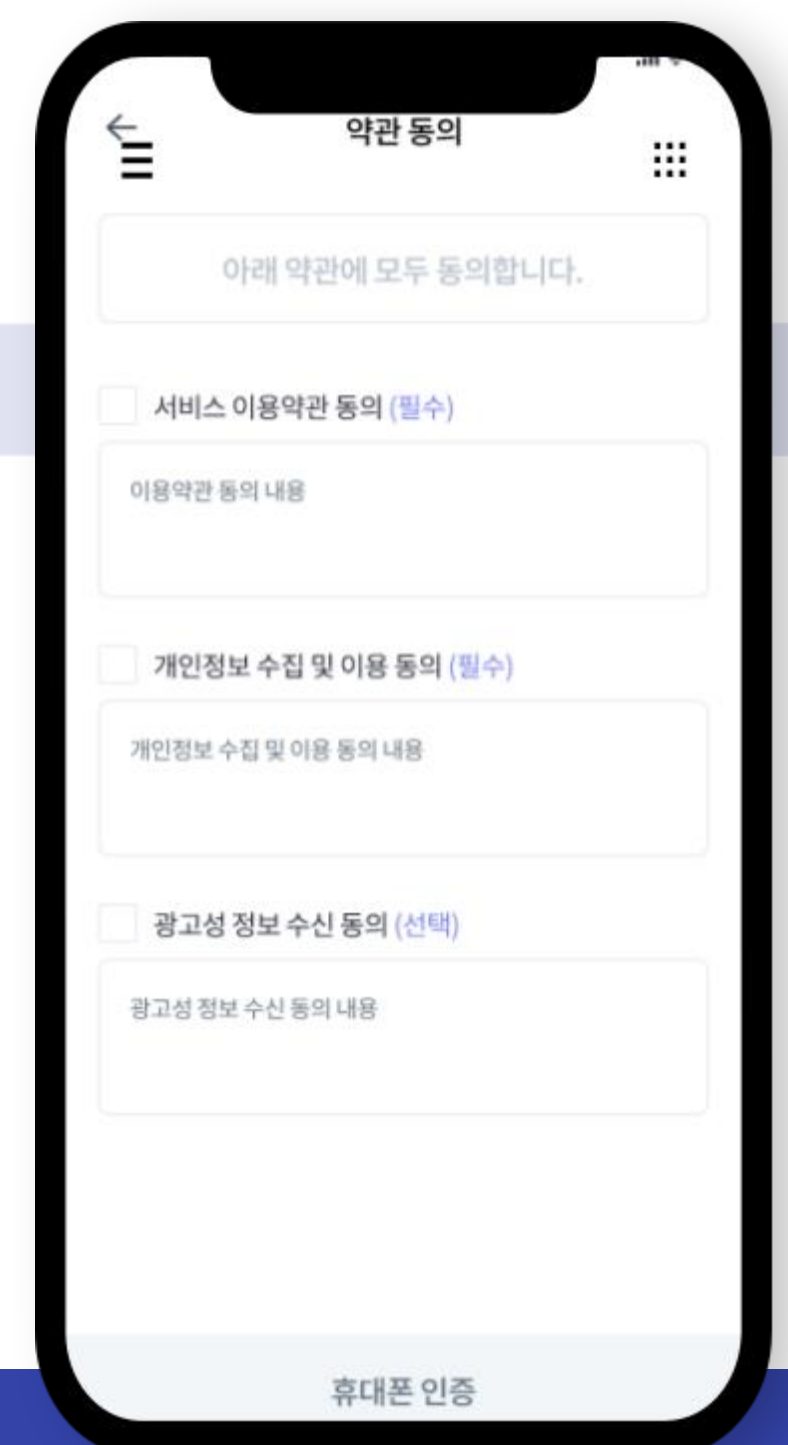 약관 동의
아래 약관에 모두 동의합니다.
서비스 이용약관 동의 (필수)
이용약관 동의 내용
개인정보 수집 및 이용 동의 (필수)
개인정보 수집 및 이용 동의 내용
광고성 정보 수신 동의 (선택)
광고성 정보 수신 동의 내용
휴대폰 인증